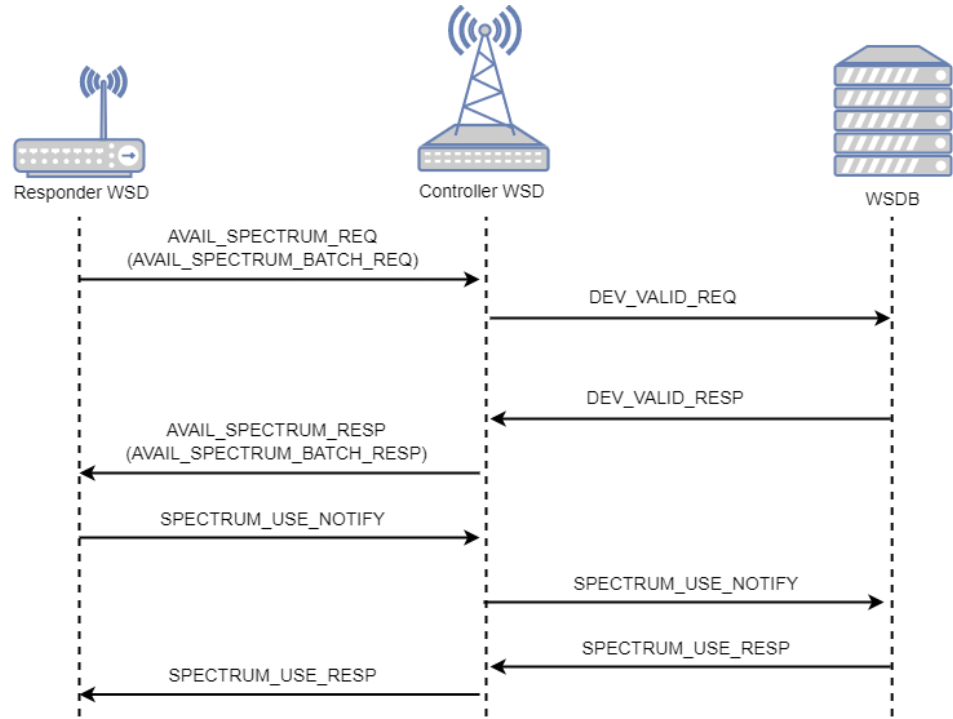 Responder WSD
Controller WSD
WSDB
AVAIL_SPECTRUM_REQ
(AVAIL_SPECTRUM_BATCH_REQ)
DEV_VALID_REQ
DEV_VALID_RESP
AVAIL_SPECTRUM_RESP
(AVAIL_SPECTRUM_BATCH_RESP)
SPECTRUM_USE_NOTIFY
SPECTRUM_USE_NOTIFY
SPECTRUM_USE_RESP
SPECTRUM_USE_RESP